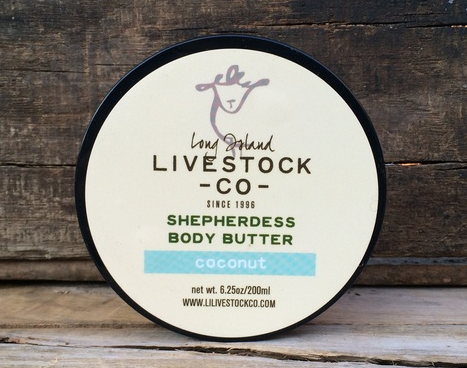 Long Island
LIVESTOCK
-CO-
SINCE 1996
SHEPHERDESS
BODY BUTTER
coconut
net wt. 6.25oz/200ml
WWW.LILIVESTOCKCO.COM